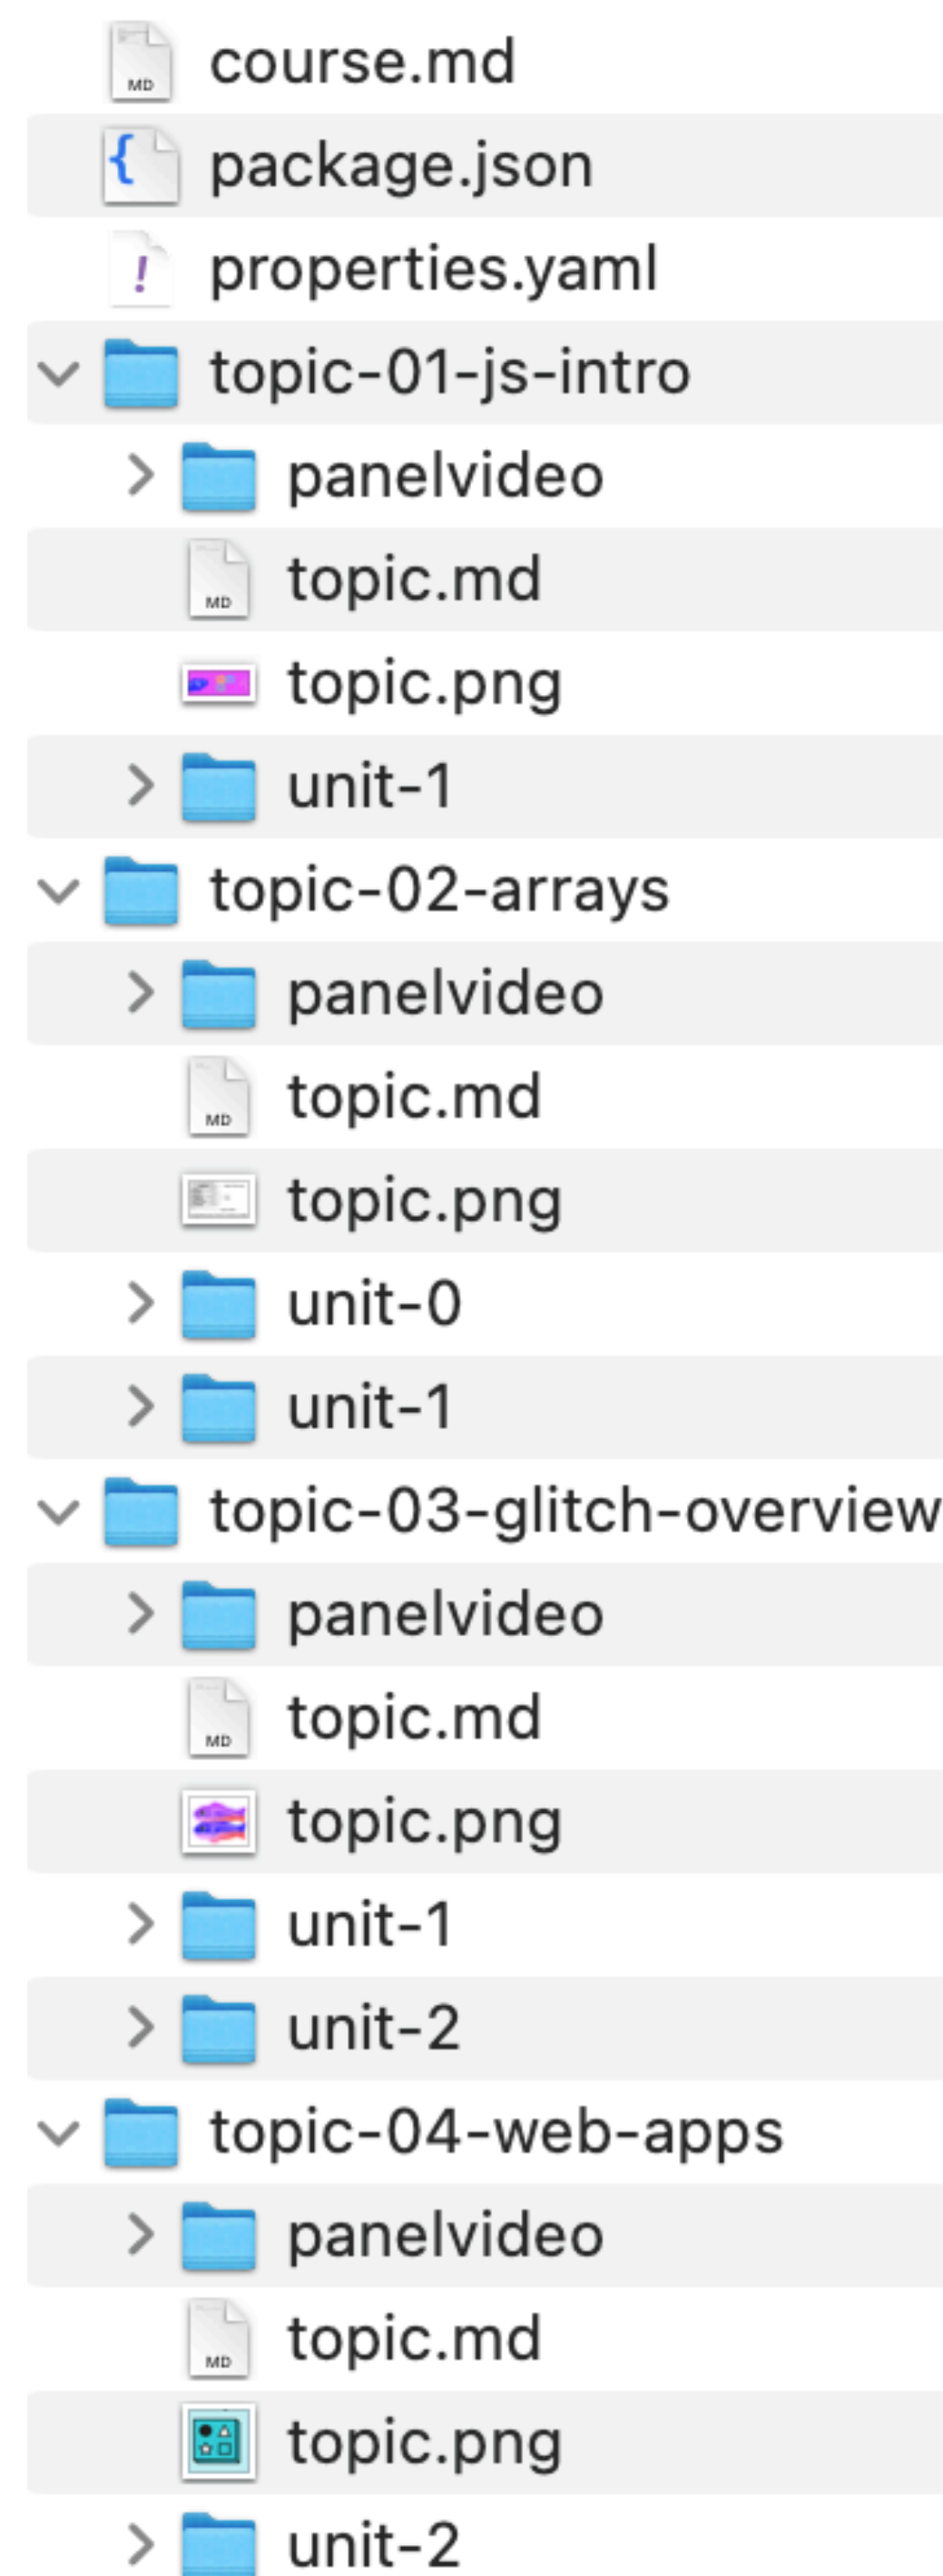 course.md
package.json
properties.yaml
topic-01-js-intro
panelvideo
topic.md
topic.png
unit-1
topic-02-arrays
panelvideo
topic.md
topic.png
unit-0
unit-1
topic-03-glitch-overview
panelvideo
topic.md
topic.png
unit-1
unit-2
topic-04-web-apps
panelvideo
topic.md
topic.png
unit-2